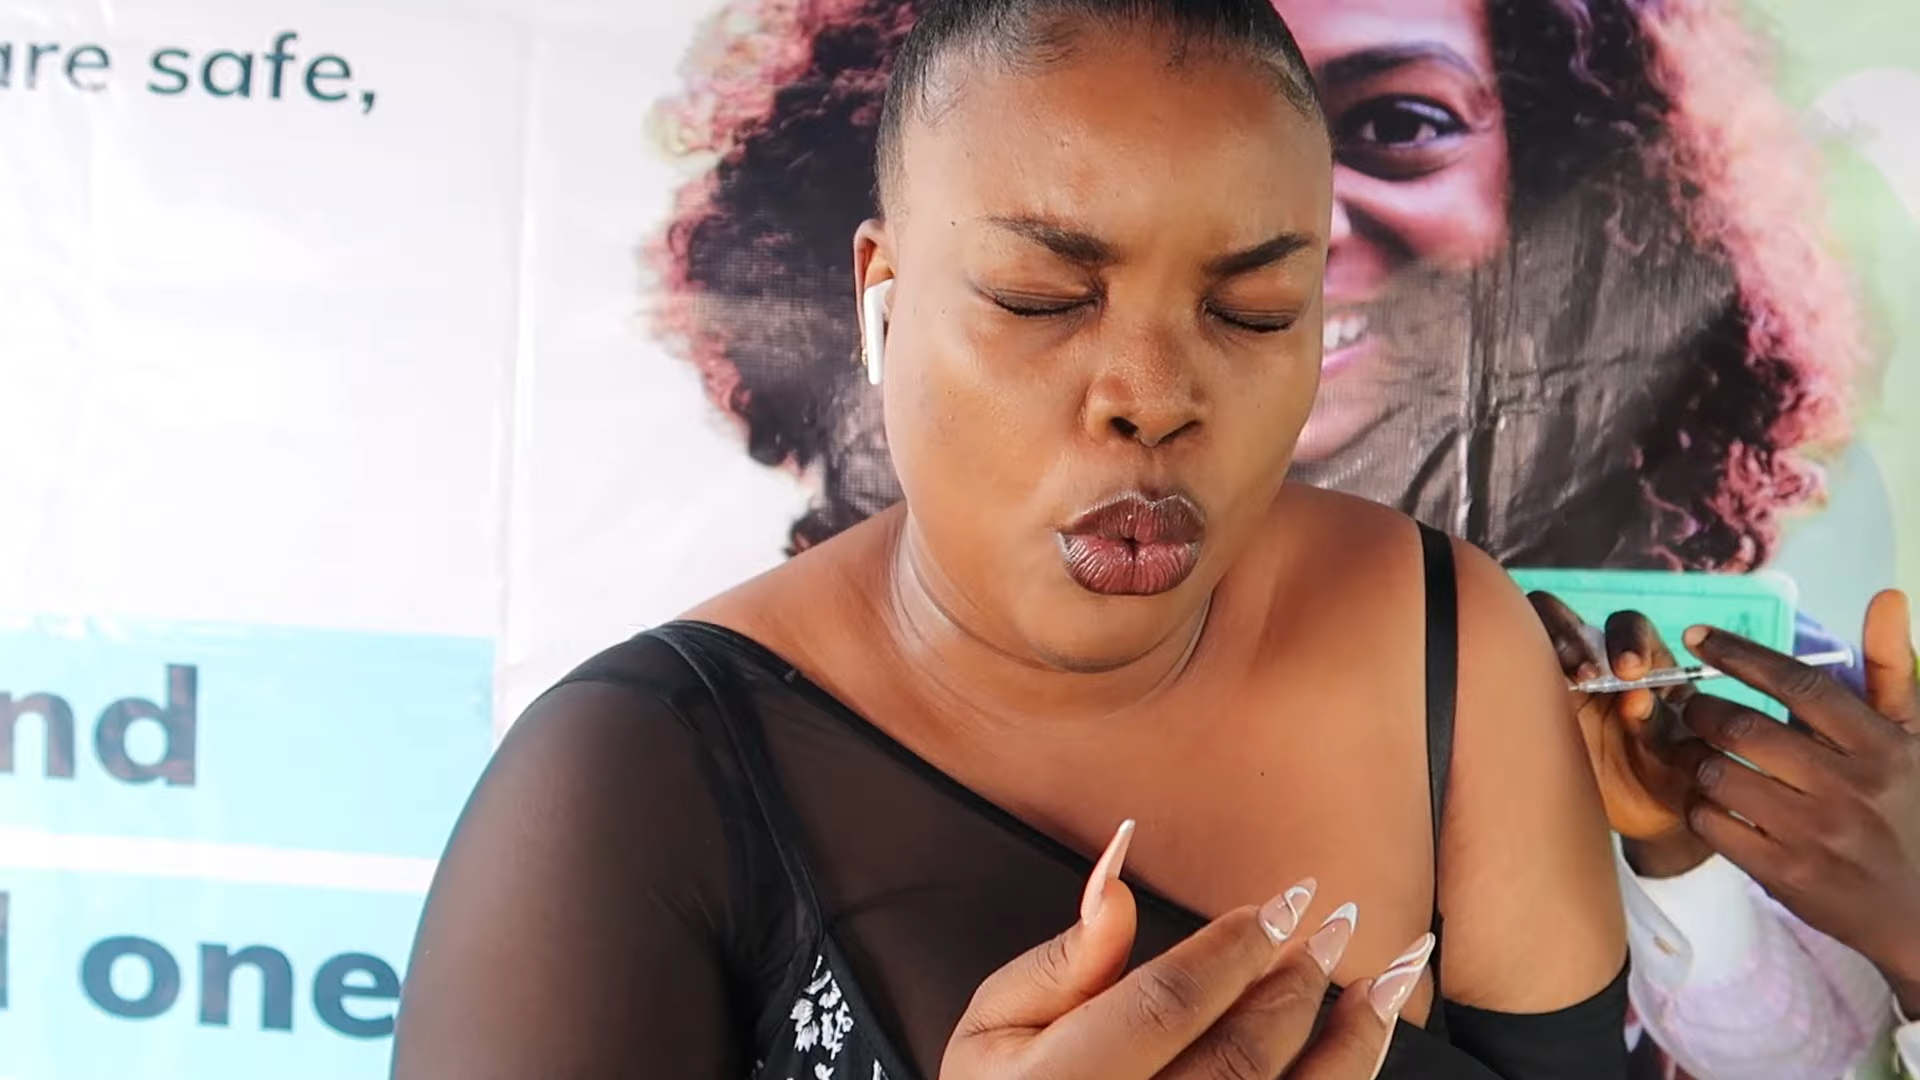 are safe,
nd
one